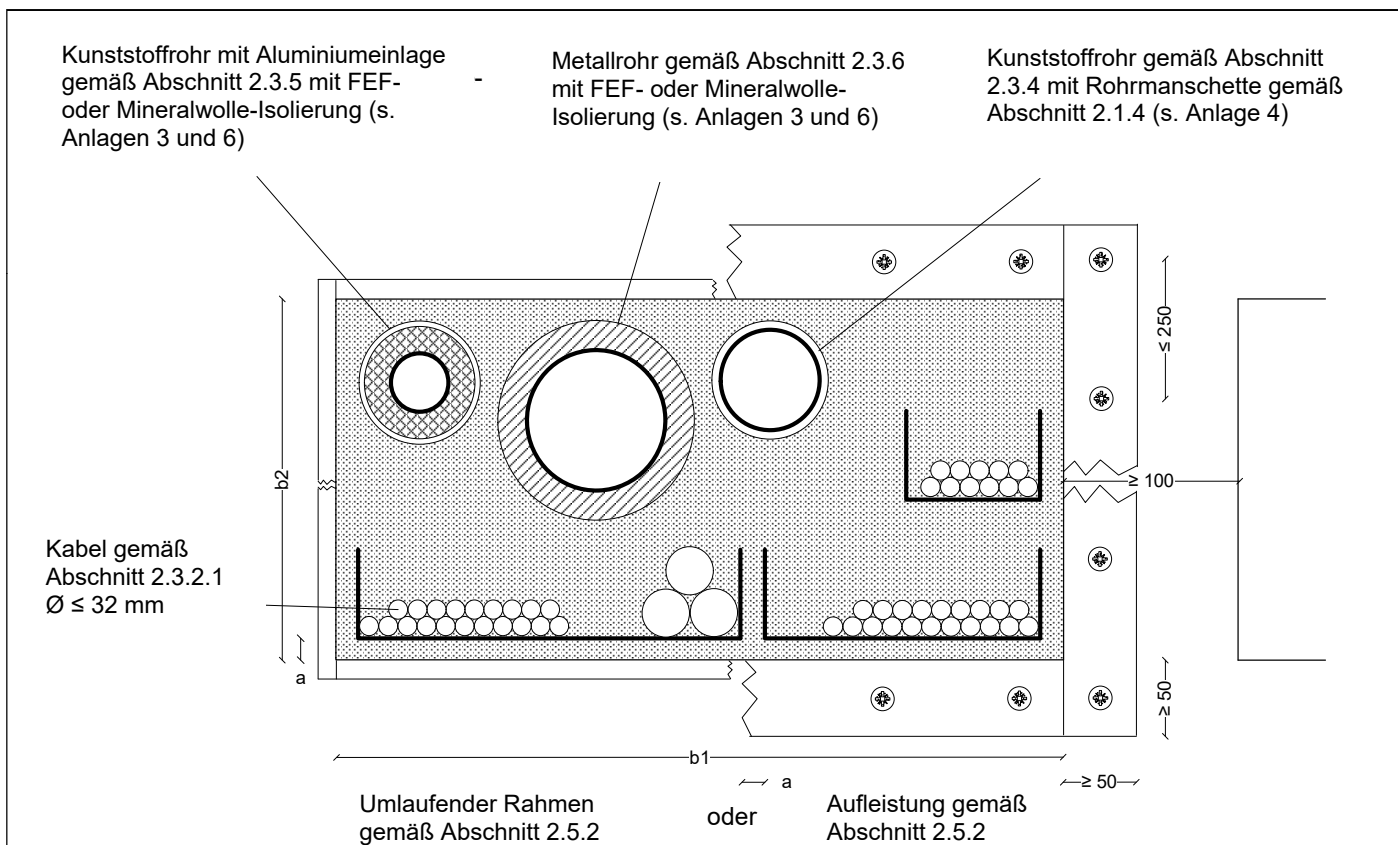 Kunststoffrohr mit Aluminiumeinlage
gemäß Abschnitt 2.3.5 mit FEF- -
oder Mineralwolle-Isolierung (s.
Anlagen 3 und 6)
Metallrohr gemäß Abschnitt 2.3.6
mit FEF- oder Mineralwolle-
Isolierung (s. Anlagen 3 und 6)
Kunststoffrohr gemäß Abschnitt
2.3.4 mit Rohrmanschette gemäß
Abschnitt 2.1.4 (s. Anlage 4)
≤ 250
b2
≥ 100
Kabel gemäß
Abschnitt 2.3.2.1
Ø ≤ 32 mm
a
≥ 50
b1
a
≥ 50
Umlaufender Rahmen
gemäß Abschnitt 2.5.2
oder
Aufleistung gemäß
Abschnitt 2.5.2